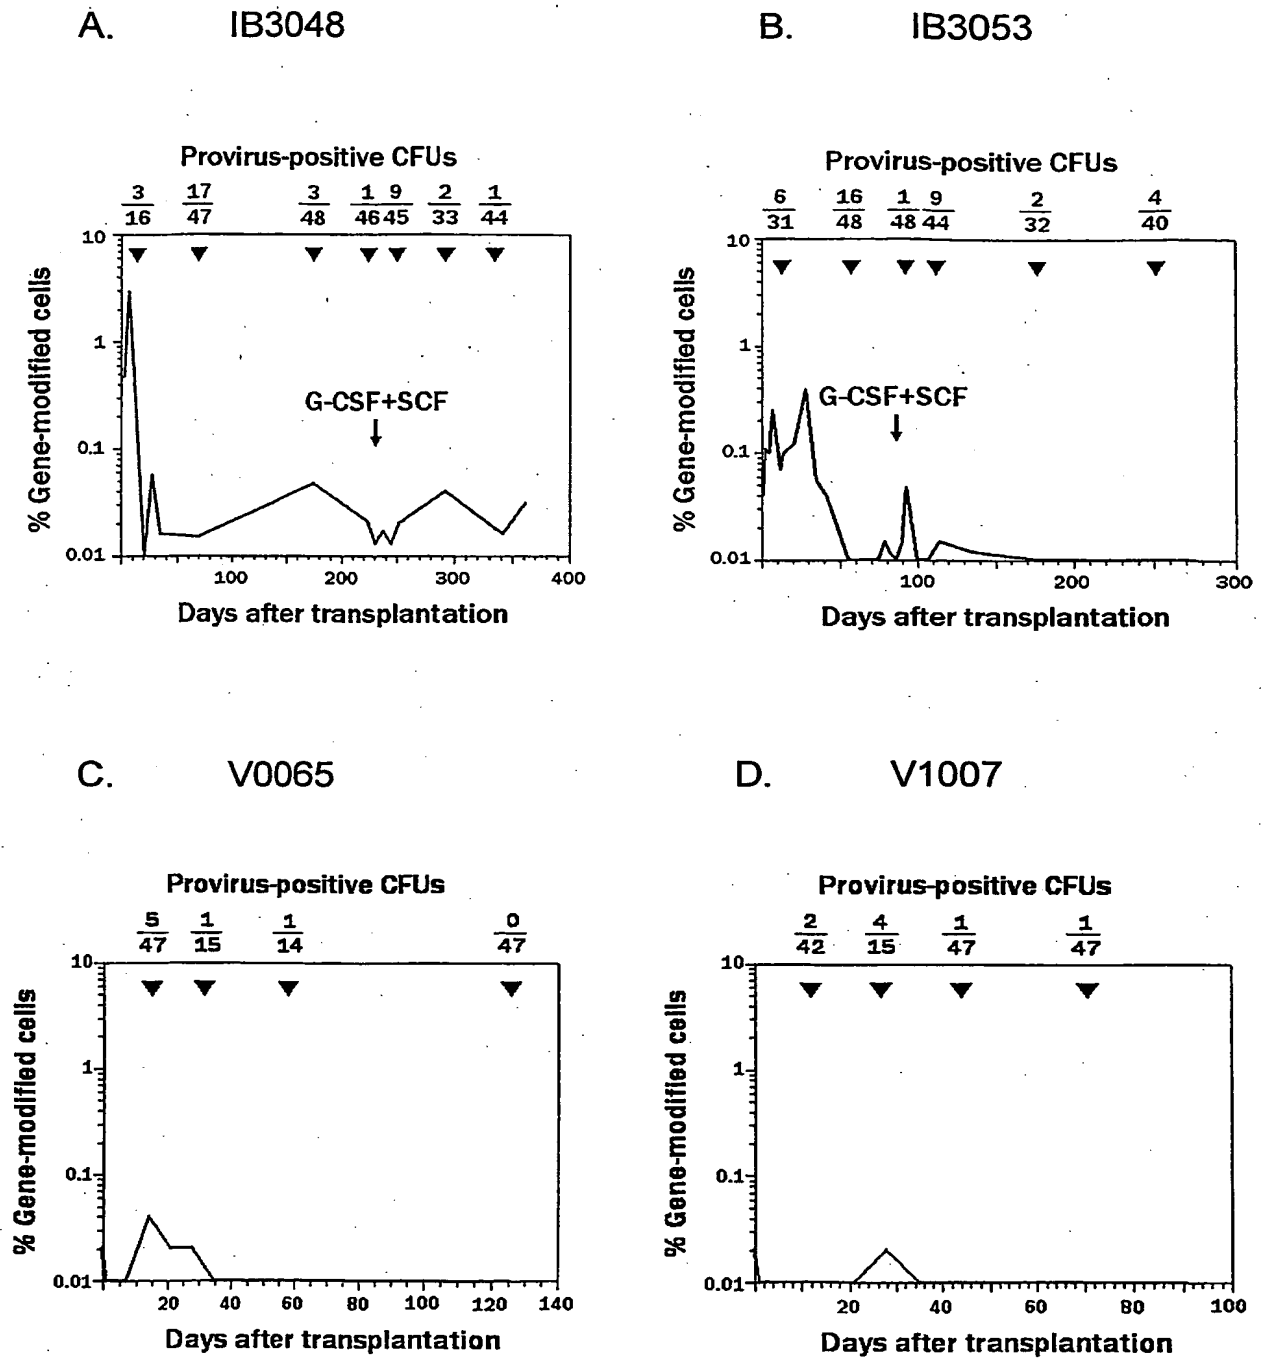 A. IB3048
Provirus-positive CFUs
3 17 3 1 9 2 1
16 47 48 46 45 33 44
10
1
0.1
0.01
% Gene-modified cells
G-CSF+SCF
100 200 300 400
Days after transplantation
B. IB3053
Provirus-positive CFUs
6 16 1 9 2 4
31 48 48 44 32 40
10
1
0.1
0.01
% Gene-modified cells
G-CSF+SCF
100 200 300
Days after transplantation
C. V0065
Provirus-positive CFUs
5 1 1 0
47 15 14 47
10
1
0.1
0.01
% Gene-modified cells
20 40 60 80 100 120 140
Days after transplantation
D. V1007
Provirus-positive CFUs
2 4 1 1
42 15 47 47
10
1
0.1
0.01
% Gene-modified cells
20 40 60 80 100
Days after transplantation